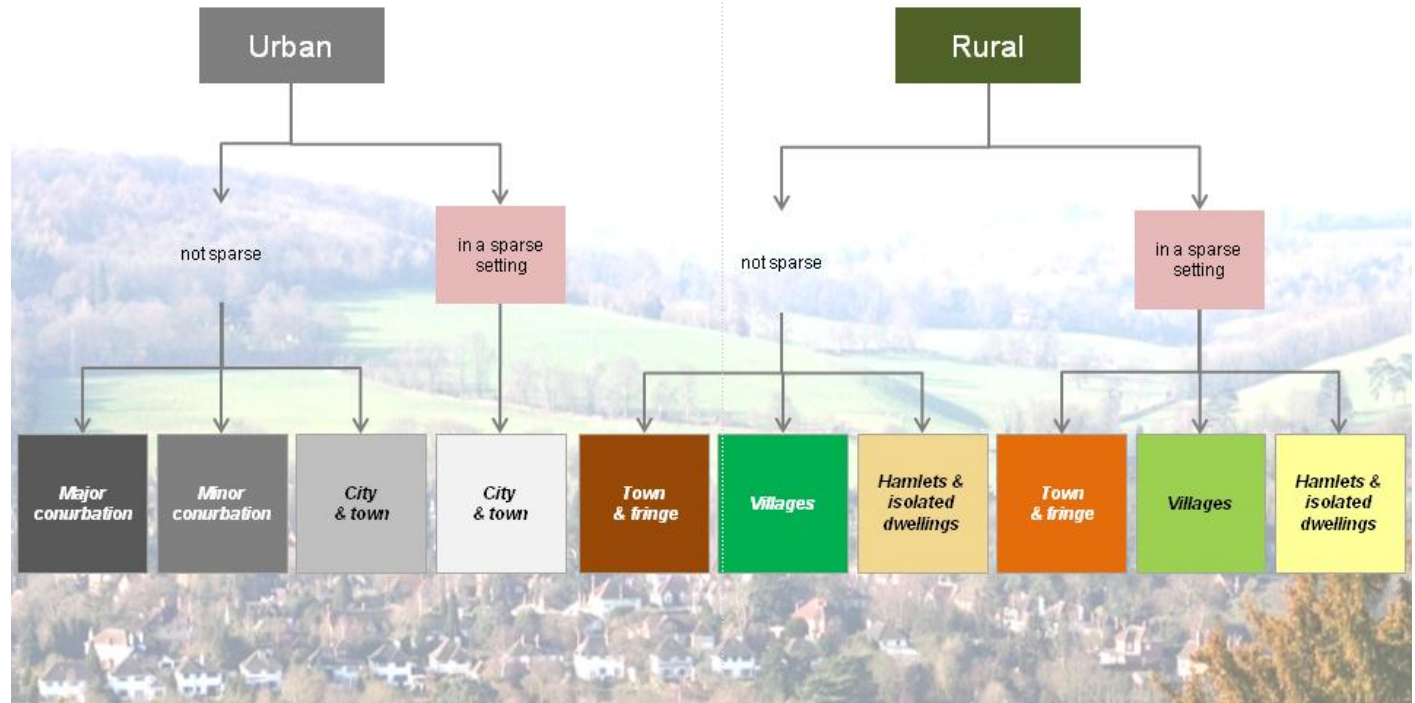 Urban
Rural
not sparse
in a sparse
setting
not sparse
in a sparse
setting
Major
conurbation
Minor
conurbation
City
& town
City
& town
Town
& fringe
Villages
Hamlets &
isolated
dwellings
Town
& fringe
Villages
Hamlets &
isolated
dwellings